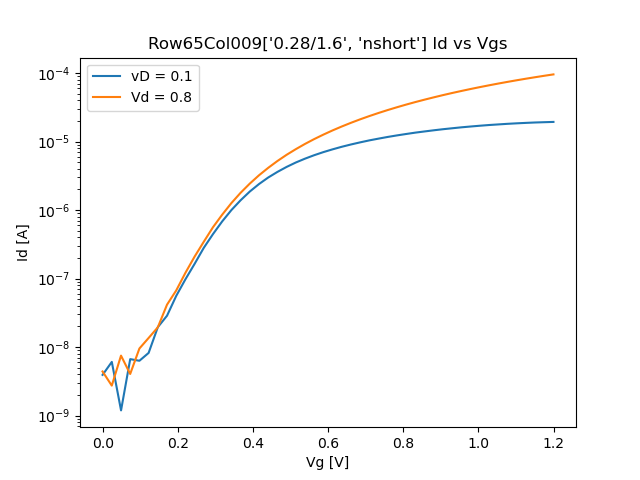 Row65Col009['0.28/1.6', 'nshort'] Id vs Vgs
vD = 0.1
Vd = 0.8
Id [A]
10⁻⁴
10⁻⁵
10⁻⁶
10⁻⁷
10⁻⁸
10⁻⁹
0.0 0.2 0.4 0.6 0.8 1.0 1.2
Vg [V]